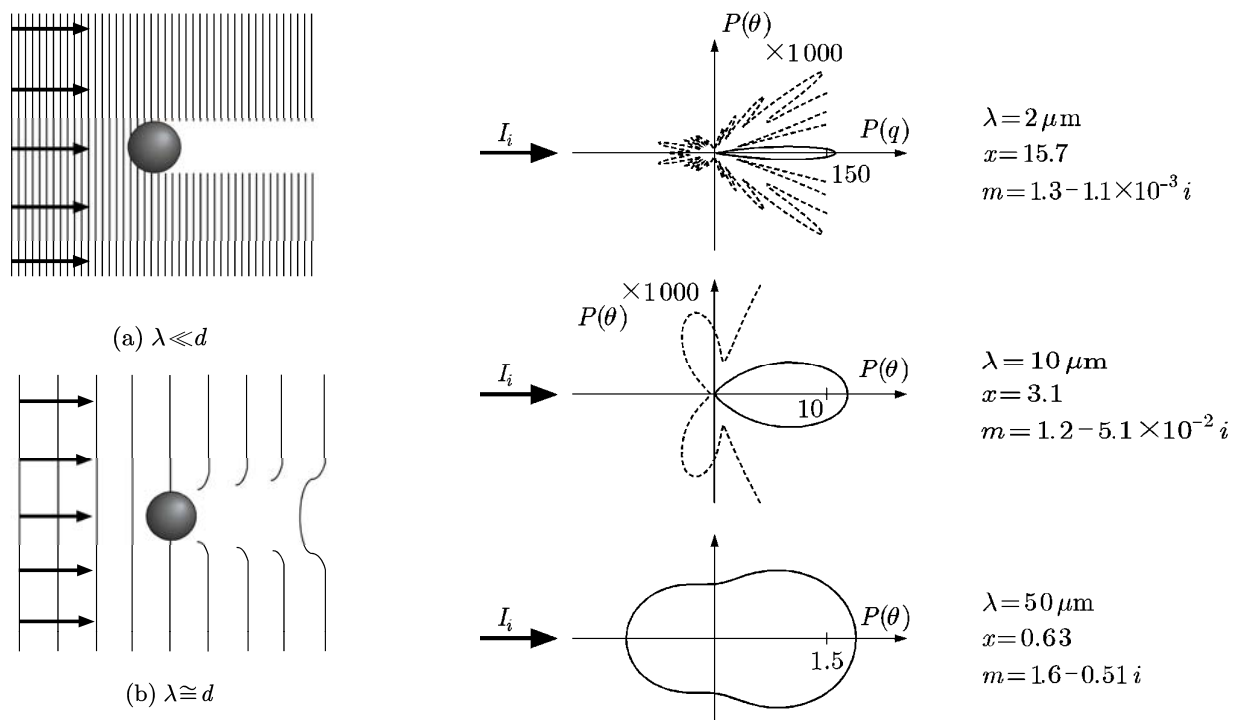 (a) λ≪d
(b) λ≅d
P(θ)
×1000
I_i
P(q)
150
λ=2 μm
x=15.7
m=1.3−1.1×10⁻³ i
×1000
P(θ)
I_i
P(θ)
10
λ=10 μm
x=3.1
m=1.2−5.1×10⁻² i
I_i
P(θ)
1.5
λ=50 μm
x=0.63
m=1.6−0.51 i